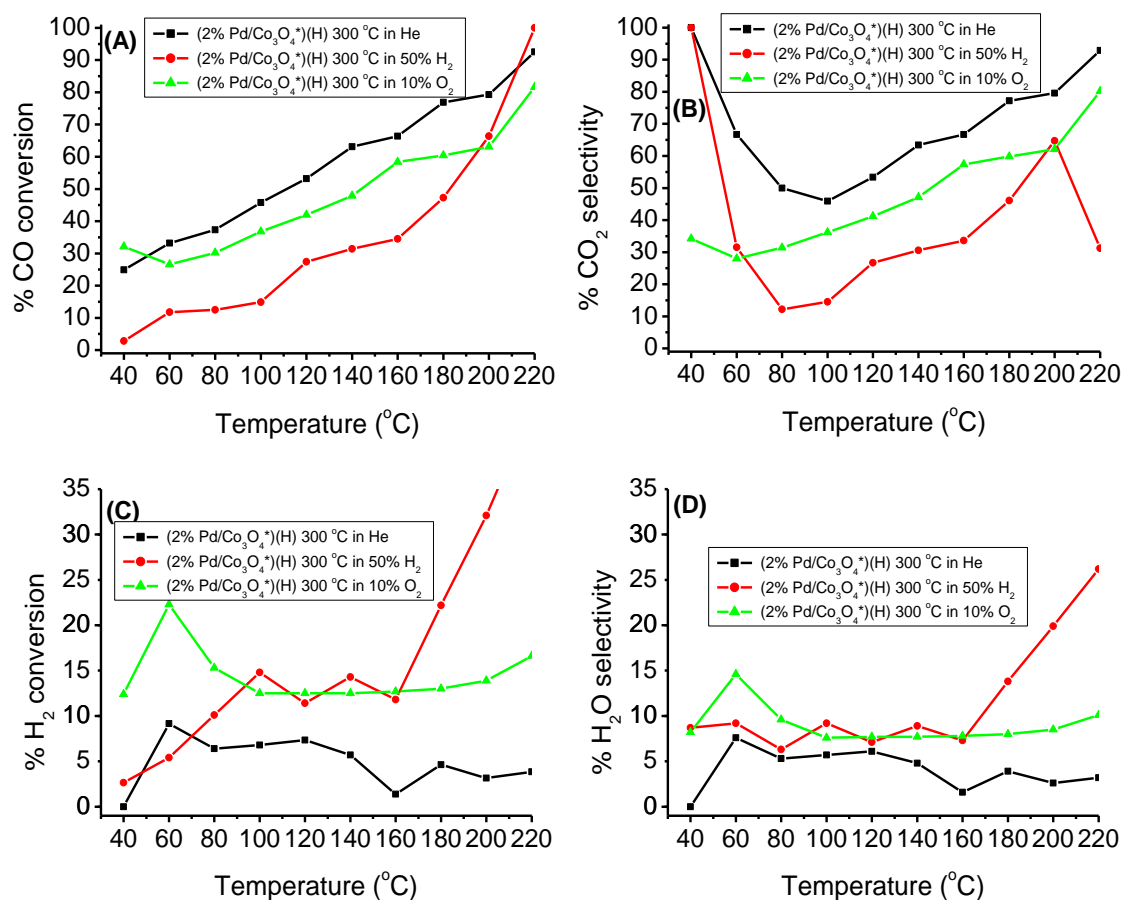 (A)
(2% Pd/Co3O4*)(H) 300 °C in He
(2% Pd/Co3O4*)(H) 300 °C in 50% H2
(2% Pd/Co3O4*)(H) 300 °C in 10% O2
100
90
80
70
60
50
40
30
20
10
0
% CO conversion
40 60 80 100 120 140 160 180 200 220
Temperature (°C)
(B)
(2% Pd/Co3O4*)(H) 300 °C in He
(2% Pd/Co3O4*)(H) 300 °C in 50% H2
(2% Pd/Co3O4*)(H) 300 °C in 10% O2
100
90
80
70
60
50
40
30
20
10
0
% CO2 selectivity
40 60 80 100 120 140 160 180 200 220
Temperature (°C)
(C)
(2% Pd/Co3O4*)(H) 300 °C in He
(2% Pd/Co3O4*)(H) 300 °C in 50% H2
(2% Pd/Co3O4*)(H) 300 °C in 10% O2
35
30
25
20
15
10
5
0
% H2 conversion
40 60 80 100 120 140 160 180 200 220
Temperature (°C)
(D)
(2% Pd/Co3O4*)(H) 300 °C in He
(2% Pd/Co3O4*)(H) 300 °C in 50% H2
(2% Pd/Co3O4*)(H) 300 °C in 10% O2
35
30
25
20
15
10
5
0
% H2O selectivity
40 60 80 100 120 140 160 180 200 220
Temperature (°C)